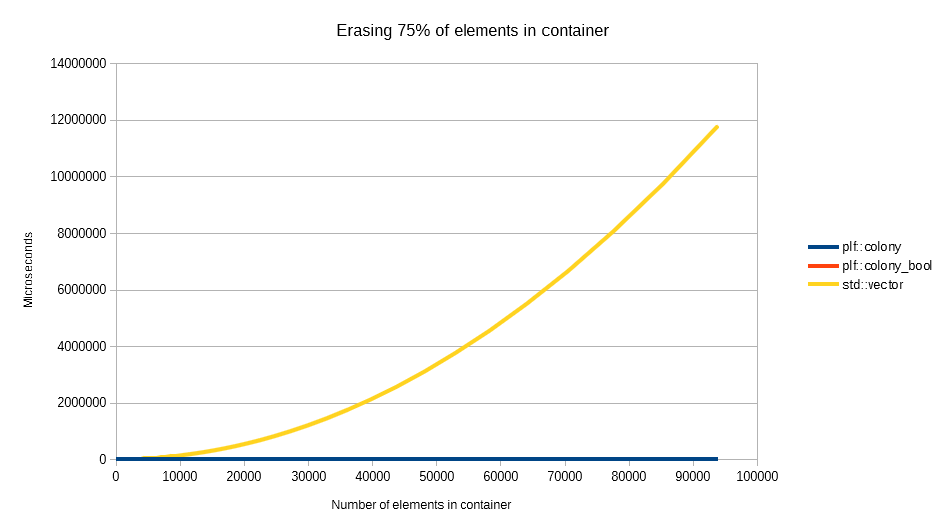 Erasing 75% of elements in container
14000000
12000000
10000000
8000000
6000000
4000000
2000000
0
Microseconds
0 10000 20000 30000 40000 50000 60000 70000 80000 90000 100000
Number of elements in container
plf::colony
plf::colony_bool
std::vector